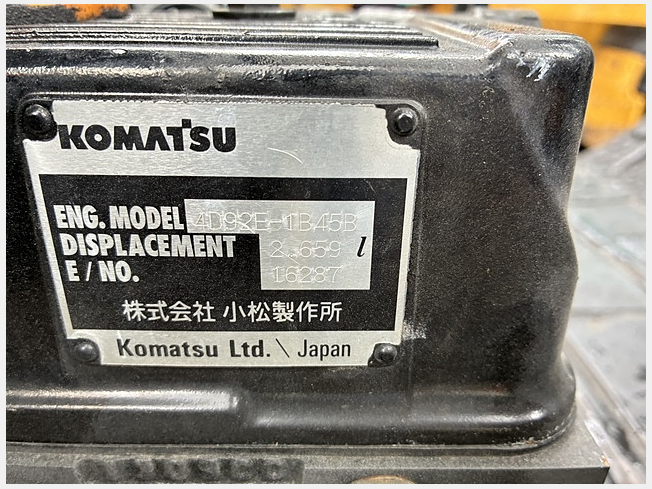 KOMATSU
ENG. MODEL 4D92E-1B45B
DISPLACEMENT 2.659 l
E / NO. 16287
株式会社 小松製作所
Komatsu Ltd. \ Japan